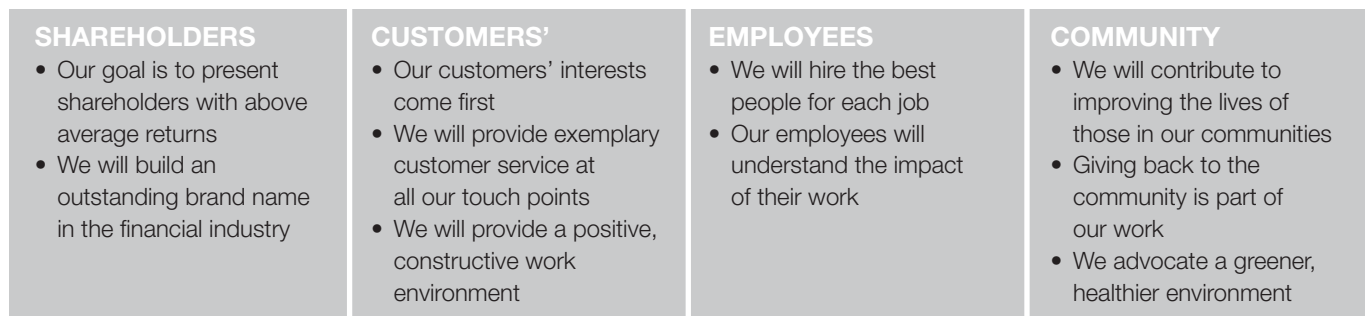 SHAREHOLDERS
• Our goal is to present
shareholders with above
average returns
• We will build an
outstanding brand name
in the financial industry
CUSTOMERS’
• Our customers’ interests
come first
• We will provide exemplary
customer service at
all our touch points
• We will provide a positive,
constructive work
environment
EMPLOYEES
• We will hire the best
people for each job
• Our employees will
understand the impact
of their work
COMMUNITY
• We will contribute to
improving the lives of
those in our communities
• Giving back to the
community is part of
our work
• We advocate a greener,
healthier environment